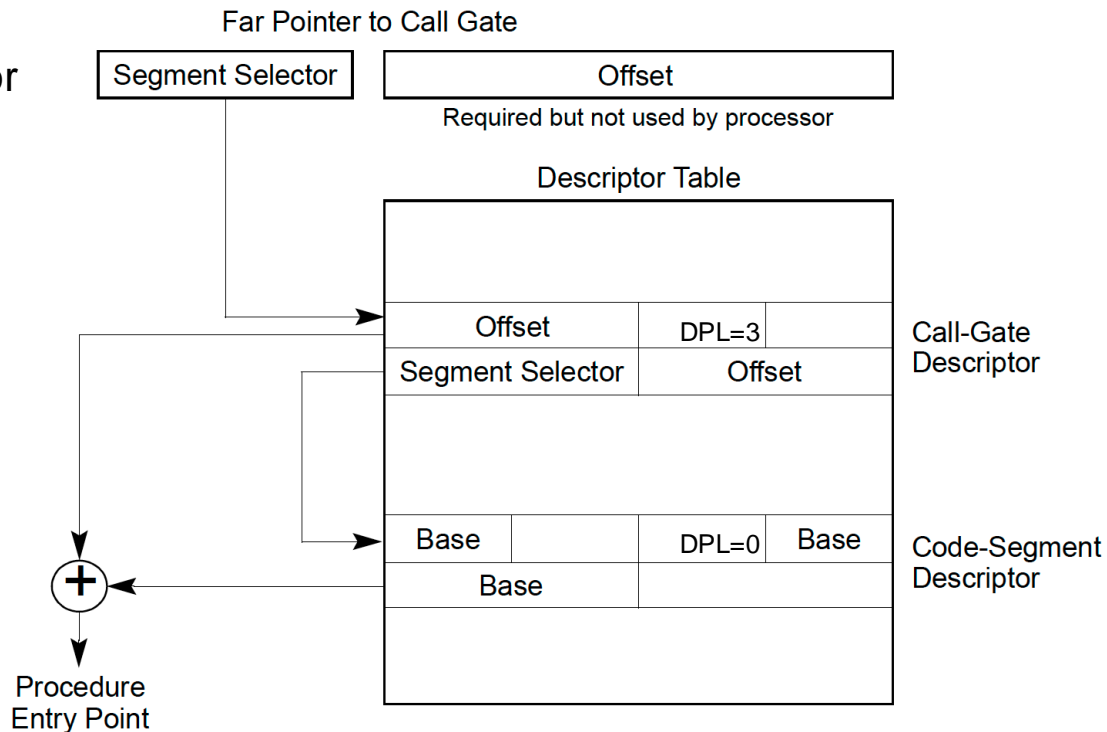 Far Pointer to Call Gate
or
Segment Selector
Offset
Required but not used by processor
Descriptor Table
Offset
DPL=3
Call-Gate
Descriptor
Segment Selector
Offset
Base
DPL=0
Base
Code-Segment
Descriptor
Base
+
Procedure
Entry Point